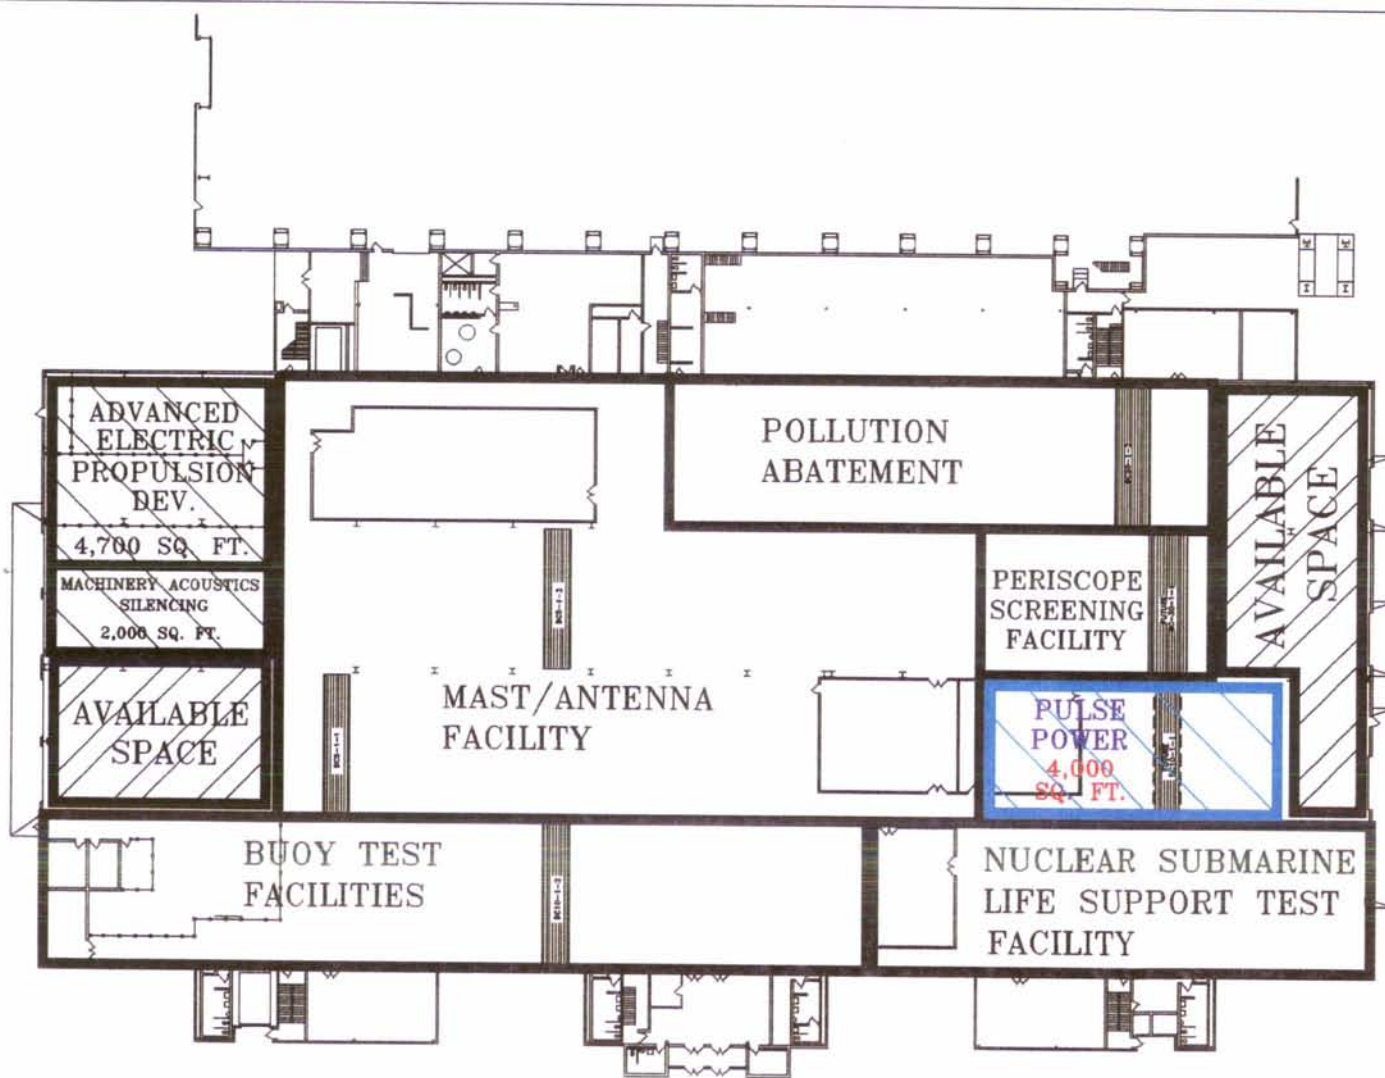 ADVANCED
ELECTRIC
PROPULSION
DEV.
4,700 SQ. FT.
MACHINERY ACOUSTICS
SILENCING
2,000 SQ. FT.
AVAILABLE
SPACE
MAST/ANTENNA
FACILITY
POLLUTION
ABATEMENT
PERISCOPE
SCREENING
FACILITY
AVAILABLE
SPACE
PULSE
POWER
4,000
SQ. FT.
BUOY TEST
FACILITIES
NUCLEAR SUBMARINE
LIFE SUPPORT TEST
FACILITY